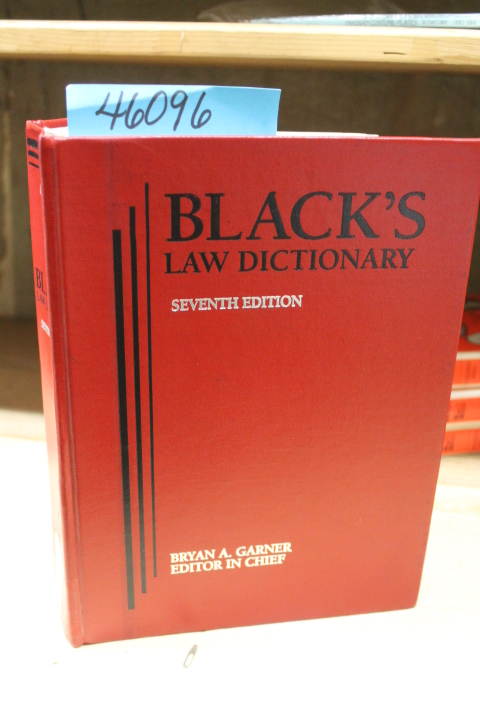 46096
BLACK'S
LAW DICTIONARY
SEVENTH EDITION
BRYAN A. GARNER
EDITOR IN CHIEF